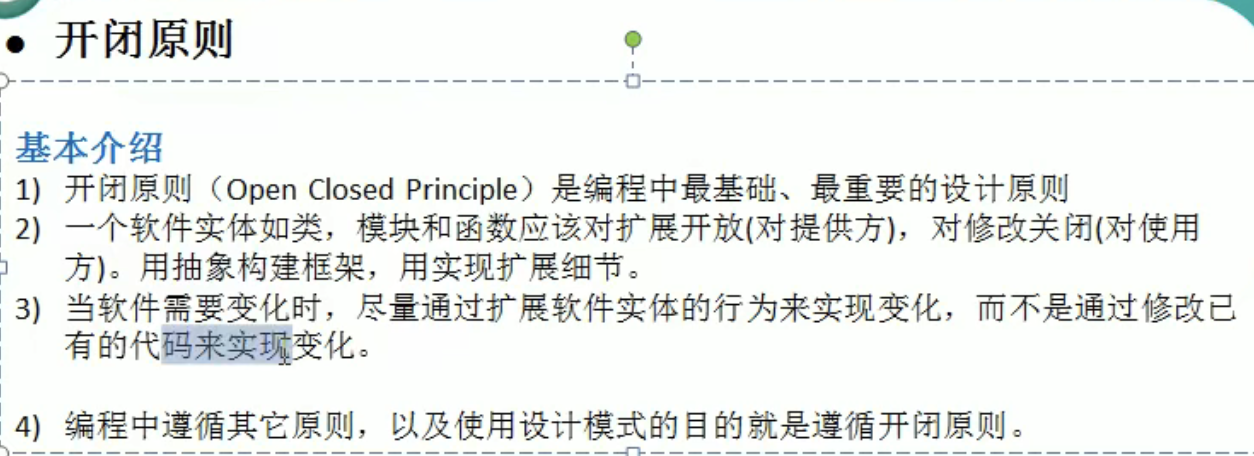 • 开闭原则
基本介绍
1) 开闭原则（Open Closed Principle）是编程中最基础、最重要的设计原则
2) 一个软件实体如类，模块和函数应该对扩展开放(对提供方)，对修改关闭(对使用
方)。用抽象构建框架，用实现扩展细节。
3) 当软件需要变化时，尽量通过扩展软件实体的行为来实现变化，而不是通过修改已
有的代码来实现变化。
4) 编程中遵循其它原则，以及使用设计模式的目的就是遵循开闭原则。